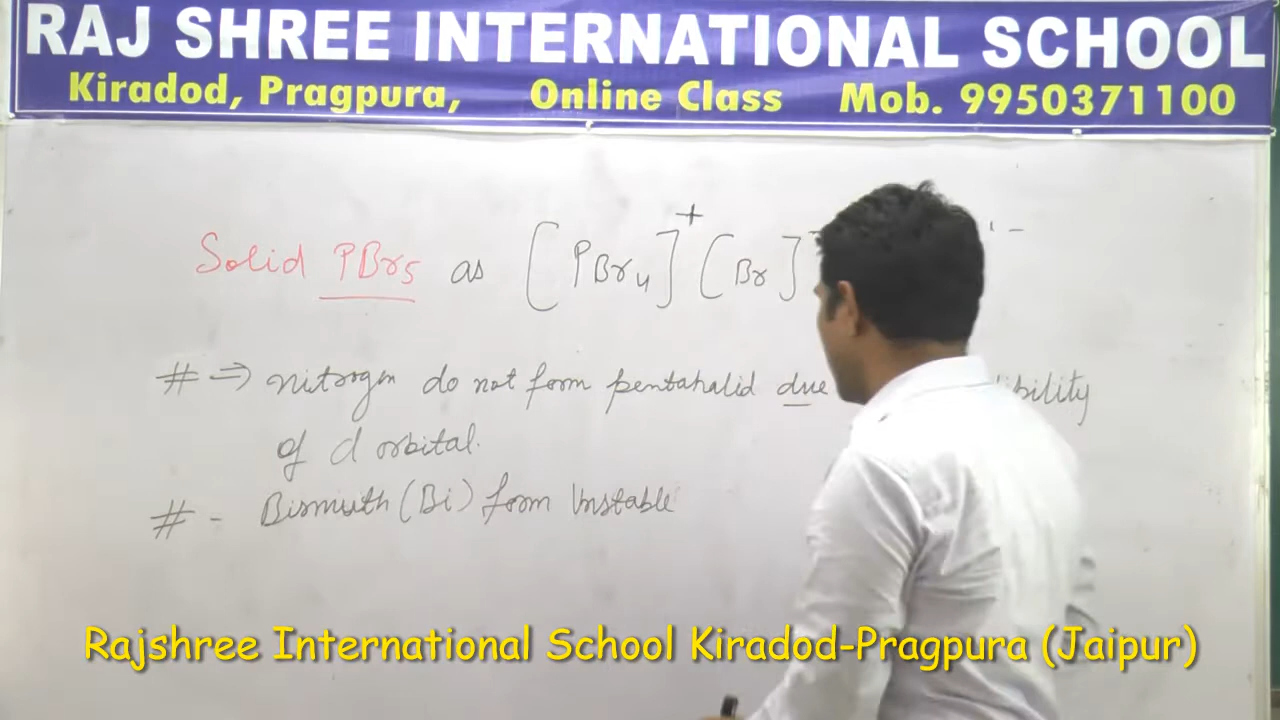 RAJ SHREE INTERNATIONAL SCHOOL
Kiradod, Pragpura, Online Class Mob. 9950371100
Solid PBr5 as [PBr4]+ [Br]
# ⇒ nitrogen do not form pentahalid due
of d orbital.
# - Bismuth (Bi) form Unstable
Rajshree International School Kiradod-Pragpura (Jaipur)